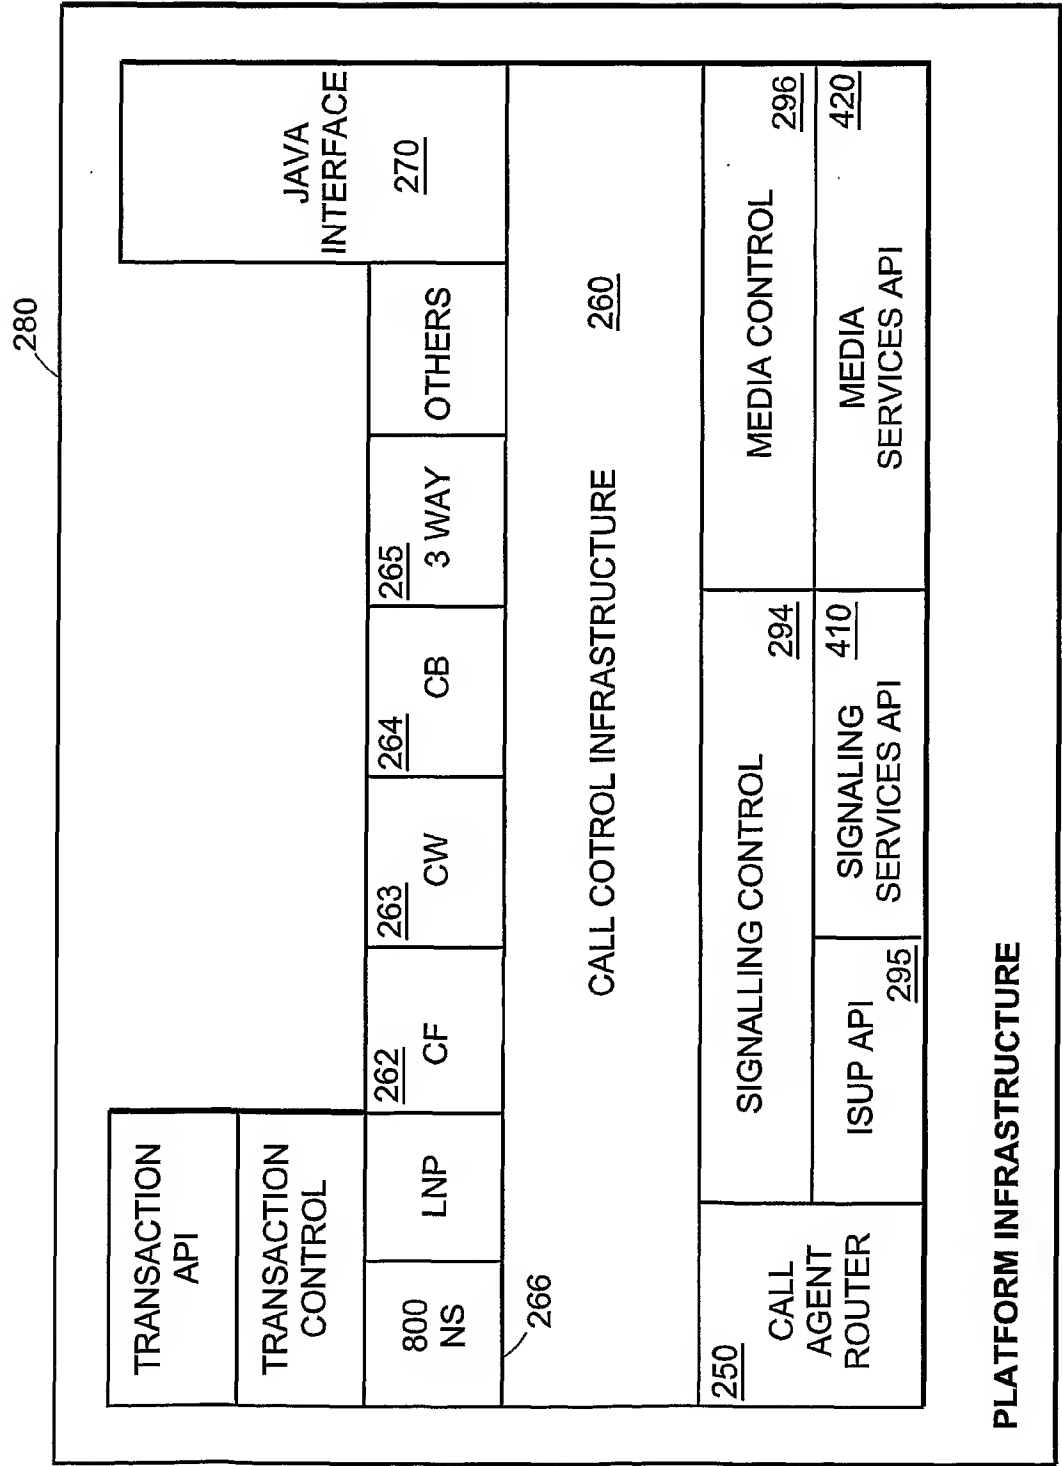 280
TRANSACTION
API
TRANSACTION
CONTROL
JAVA
INTERFACE
270
800
NS
LNP
262
CF
263
CW
264
CB
265
3 WAY
OTHERS
266
CALL COTROL INFRASTRUCTURE
260
250
CALL
AGENT
ROUTER
SIGNALLING CONTROL
294
MEDIA CONTROL
296
ISUP API
295
SIGNALING
SERVICES API
410
MEDIA
SERVICES API
420
PLATFORM INFRASTRUCTURE